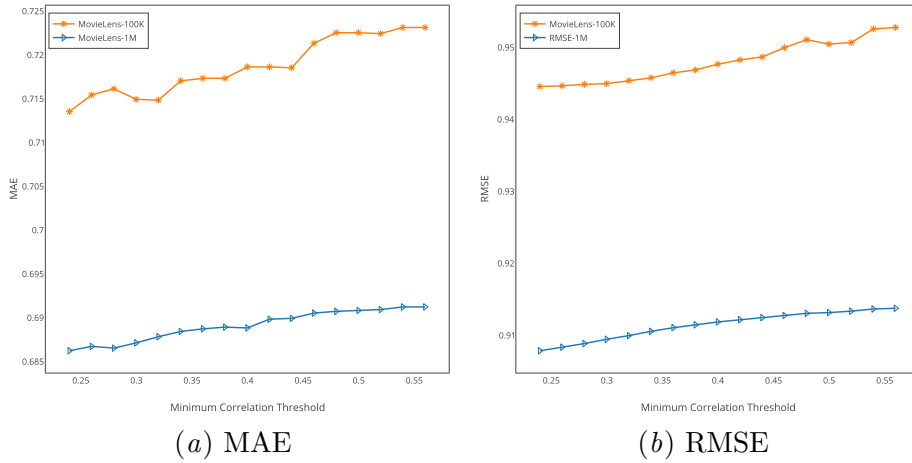 MovieLens-100K
MovieLens-1M
0.725
0.72
0.715
0.71
0.705
0.7
0.695
0.69
0.685
MAE
0.25 0.3 0.35 0.4 0.45 0.5 0.55
Minimum Correlation Threshold
(a) MAE
MovieLens-100K
RMSE-1M
0.95
0.94
0.93
0.92
0.91
RMSE
0.25 0.3 0.35 0.4 0.45 0.5 0.55
Minimum Correlation Threshold
(b) RMSE